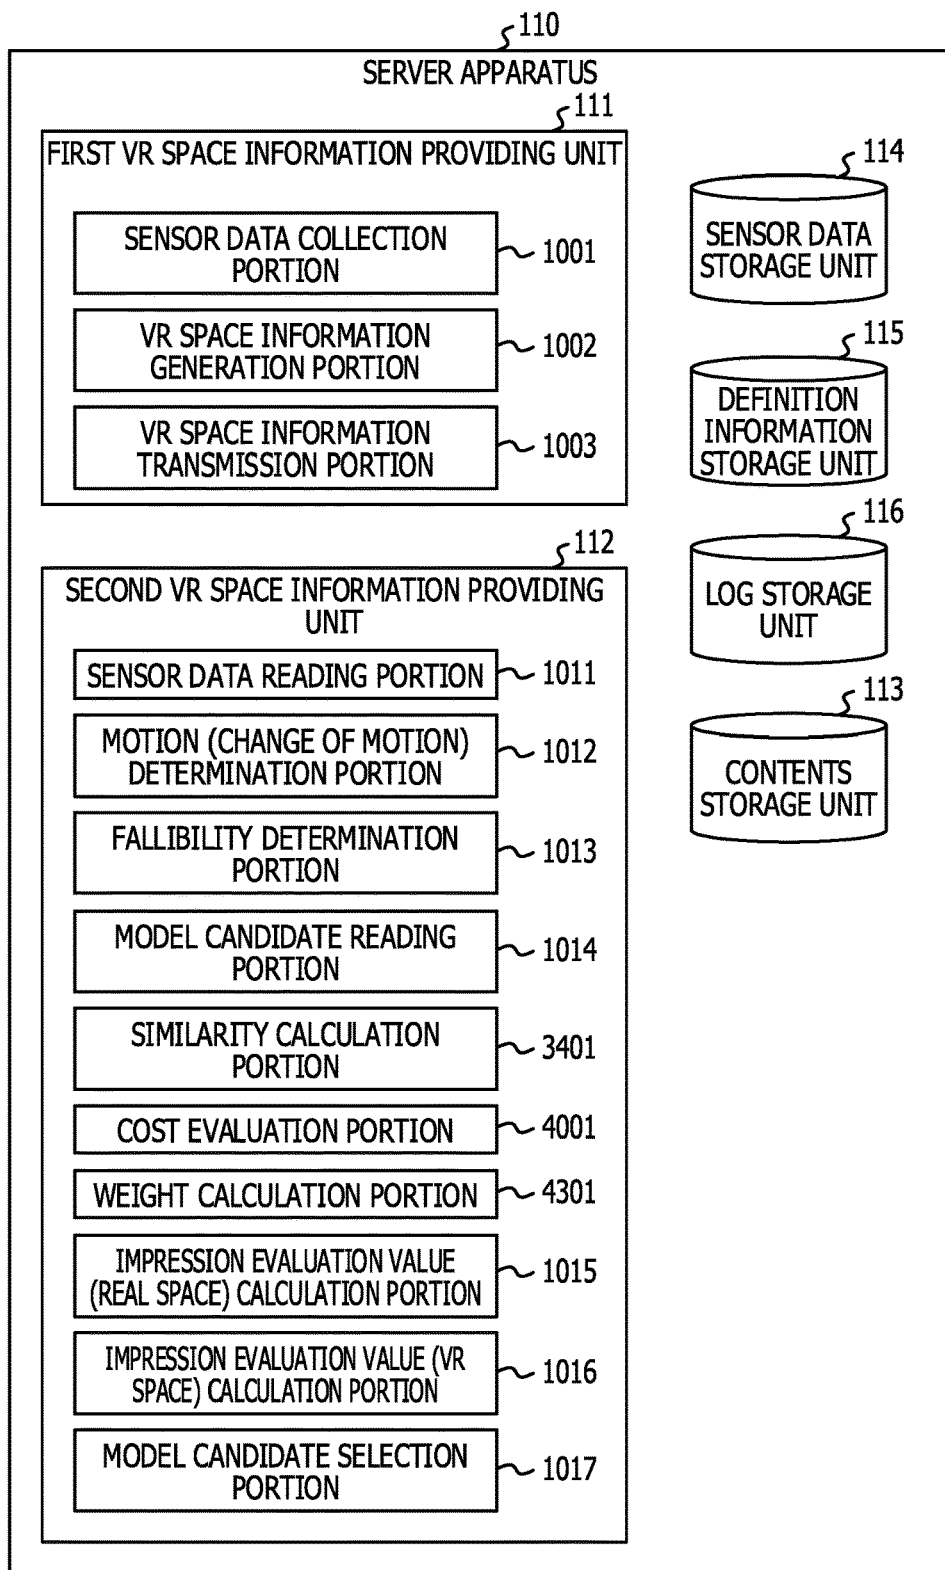 110
SERVER APPARATUS
111
FIRST VR SPACE INFORMATION PROVIDING UNIT
SENSOR DATA COLLECTION
PORTION
1001
VR SPACE INFORMATION
GENERATION PORTION
1002
VR SPACE INFORMATION
TRANSMISSION PORTION
1003
112
SECOND VR SPACE INFORMATION PROVIDING
UNIT
SENSOR DATA READING PORTION
1011
MOTION (CHANGE OF MOTION)
DETERMINATION PORTION
1012
FALLIBILITY DETERMINATION
PORTION
1013
MODEL CANDIDATE READING
PORTION
1014
SIMILARITY CALCULATION
PORTION
3401
COST EVALUATION PORTION
4001
WEIGHT CALCULATION PORTION
4301
IMPRESSION EVALUATION VALUE
(REAL SPACE) CALCULATION PORTION
1015
IMPRESSION EVALUATION VALUE (VR
SPACE) CALCULATION PORTION
1016
MODEL CANDIDATE SELECTION
PORTION
1017
114
SENSOR DATA
STORAGE UNIT
115
DEFINITION
INFORMATION
STORAGE UNIT
116
LOG STORAGE
UNIT
113
CONTENTS
STORAGE UNIT